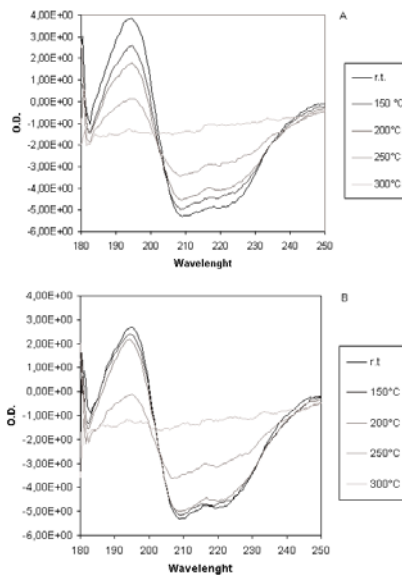 A
4,00E+00
3,00E+00
2,00E+00
1,00E+00
0,00E+00
-1,00E+00
-2,00E+00
-3,00E+00
-4,00E+00
-5,00E+00
-6,00E+00
O.D.
180 190 200 210 220 230 240 250
Wavelenght
r.t.
150 °C
200°C
250°C
300°C
B
4,00E+00
3,00E+00
2,00E+00
1,00E+00
0,00E+00
-1,00E+00
-2,00E+00
-3,00E+00
-4,00E+00
-5,00E+00
-6,00E+00
O.D.
180 190 200 210 220 230 240 250
Wavelenght
r.t
150°C
200°C
250°C
300°C